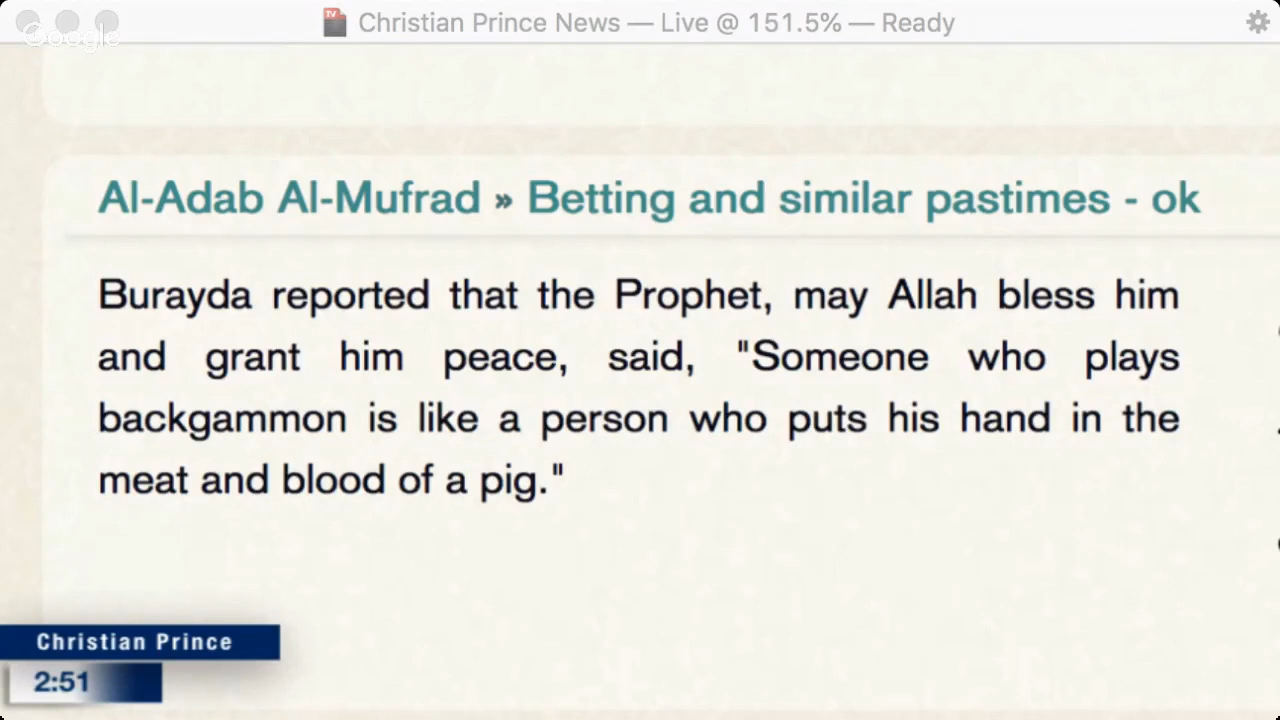 Christian Prince News — Live @ 151.5% — Ready
Google
Al-Adab Al-Mufrad » Betting and similar pastimes - ok
Burayda reported that the Prophet, may Allah bless him
and grant him peace, said, "Someone who plays
backgammon is like a person who puts his hand in the
meat and blood of a pig."
Christian Prince
2:51